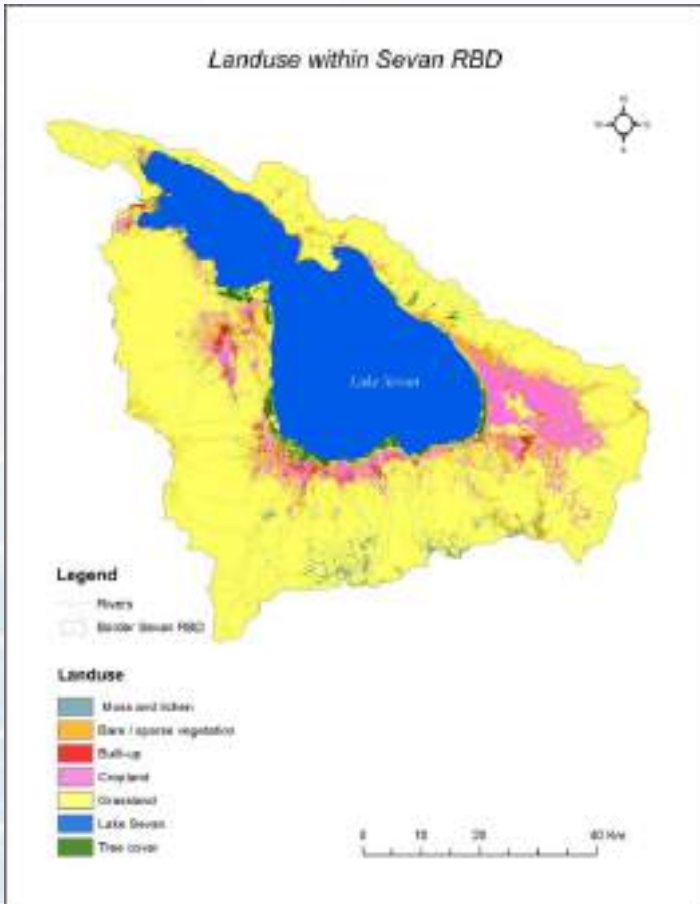 Landuse within Sevan RBD
Lake Sevan
Legend
Rivers
Border Sevan RBD
Landuse
Moss and lichen
Bare / sparse vegetation
Built-up
Cropland
Grassland
Lake Sevan
Tree cover
0 10 20 40 Km